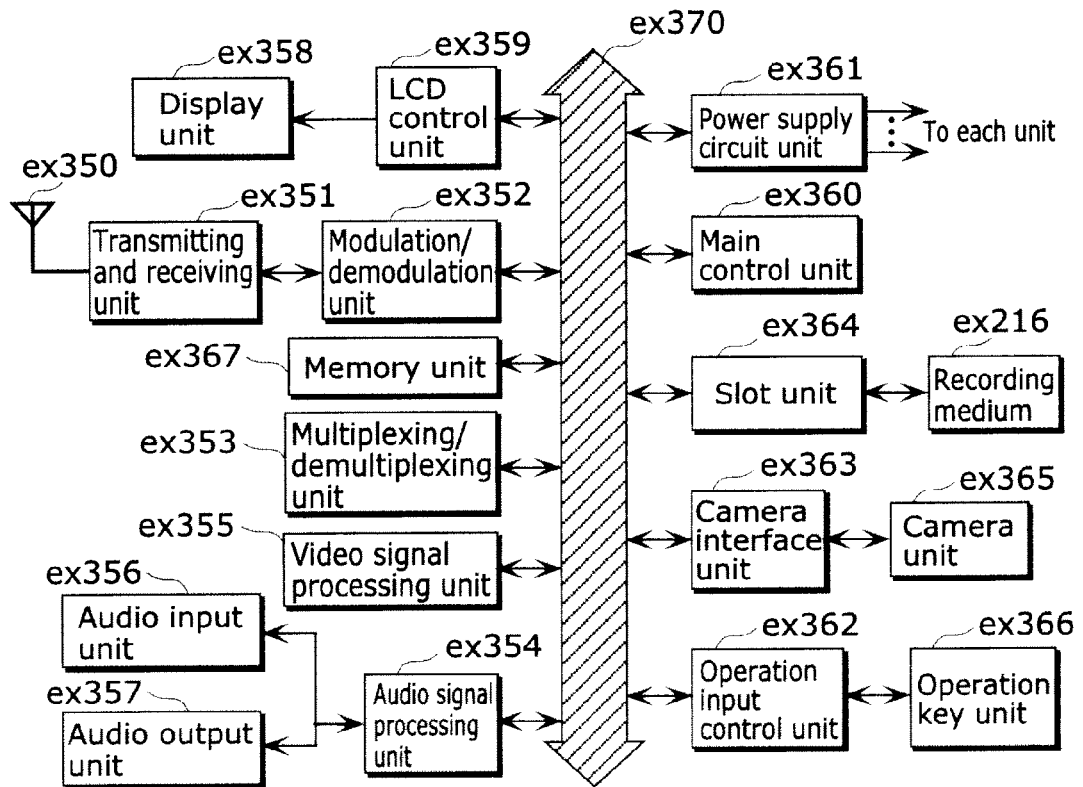 ex358
Display
unit
ex359
LCD
control
unit
ex370
ex361
Power supply
circuit unit
To each unit
ex350
ex351
Transmitting
and receiving
unit
ex352
Modulation/
demodulation
unit
ex360
Main
control unit
ex367
Memory unit
ex364
Slot unit
ex216
Recording
medium
ex353
Multiplexing/
demultiplexing
unit
ex363
Camera
interface
unit
ex365
Camera
unit
ex355
Video signal
processing unit
ex356
Audio input
unit
ex357
Audio output
unit
ex354
Audio signal
processing
unit
ex362
Operation
input
control unit
ex366
Operation
key unit